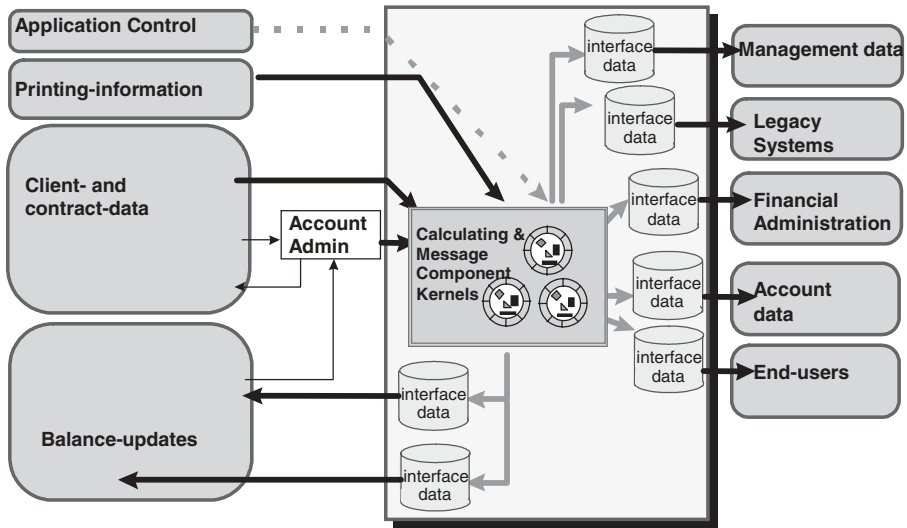 Application Control
Printing-information
Client- and
contract-data
Account
Admin
Balance-updates
Calculating &
Message
Component
Kernels
interface
data
interface
data
interface
data
interface
data
interface
data
interface
data
interface
data
Management data
Legacy
Systems
Financial
Administration
Account
data
End-users